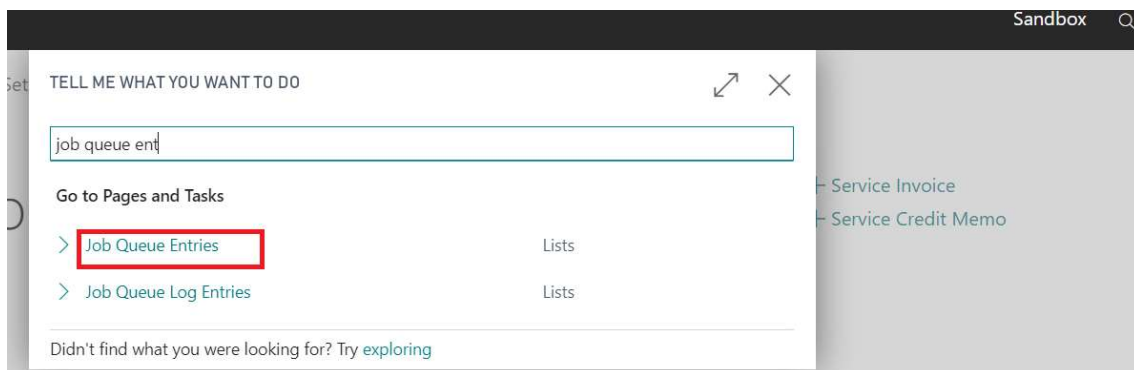 Sandbox
Set
TELL ME WHAT YOU WANT TO DO
job queue ent
Go to Pages and Tasks
Service Invoice
Job Queue Entries Lists
Service Credit Memo
Job Queue Log Entries Lists
Didn't find what you were looking for? Try exploring